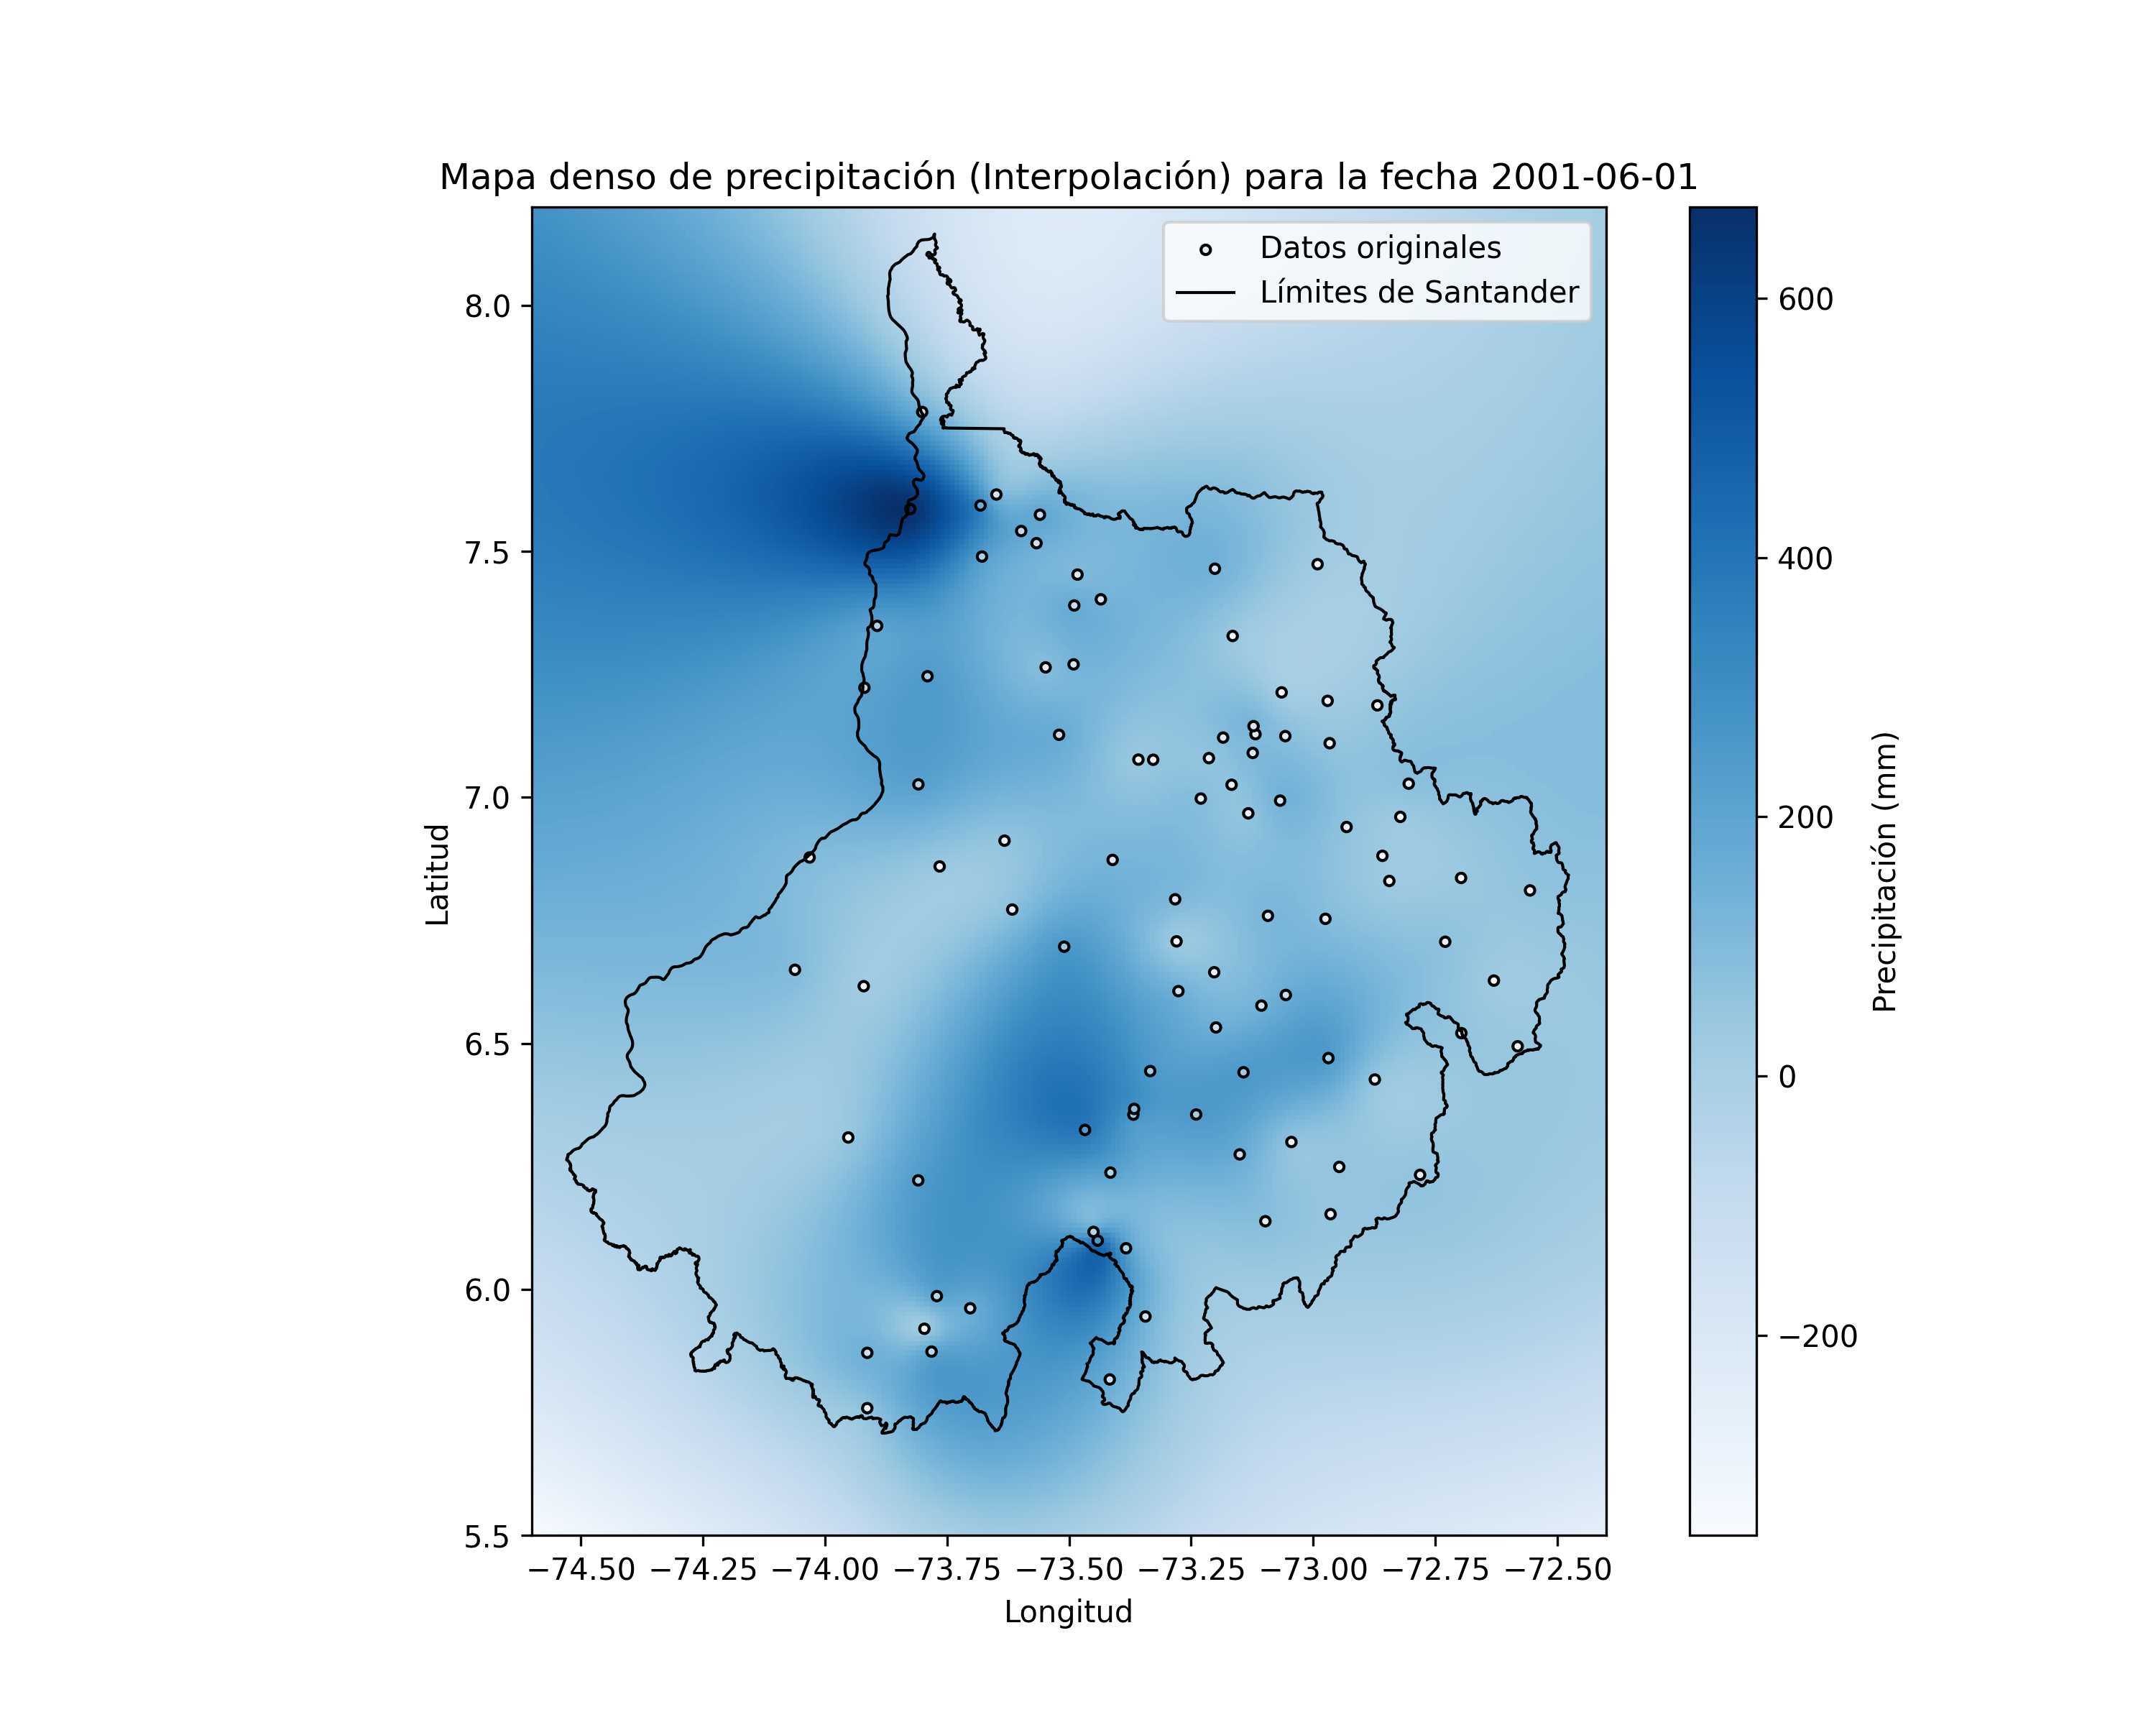 Mapa denso de precipitación (Interpolación) para la fecha 2001-06-01
Datos originales
Límites de Santander
8.0
7.5
7.0
6.5
6.0
5.5
Latitud
−74.50 −74.25 −74.00 −73.75 −73.50 −73.25 −73.00 −72.75 −72.50
Longitud
600
400
200
0
−200
Precipitación (mm)